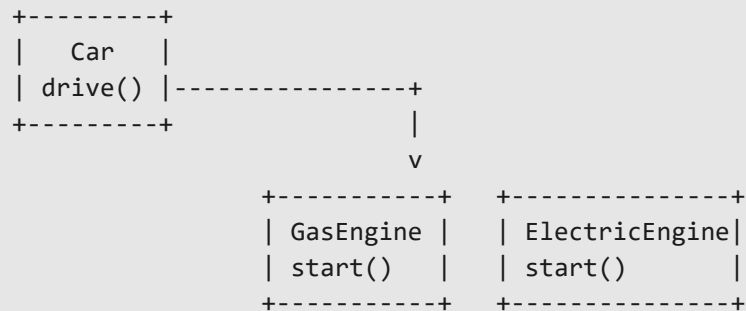 Car
drive()
GasEngine
start()
ElectricEngine
start()